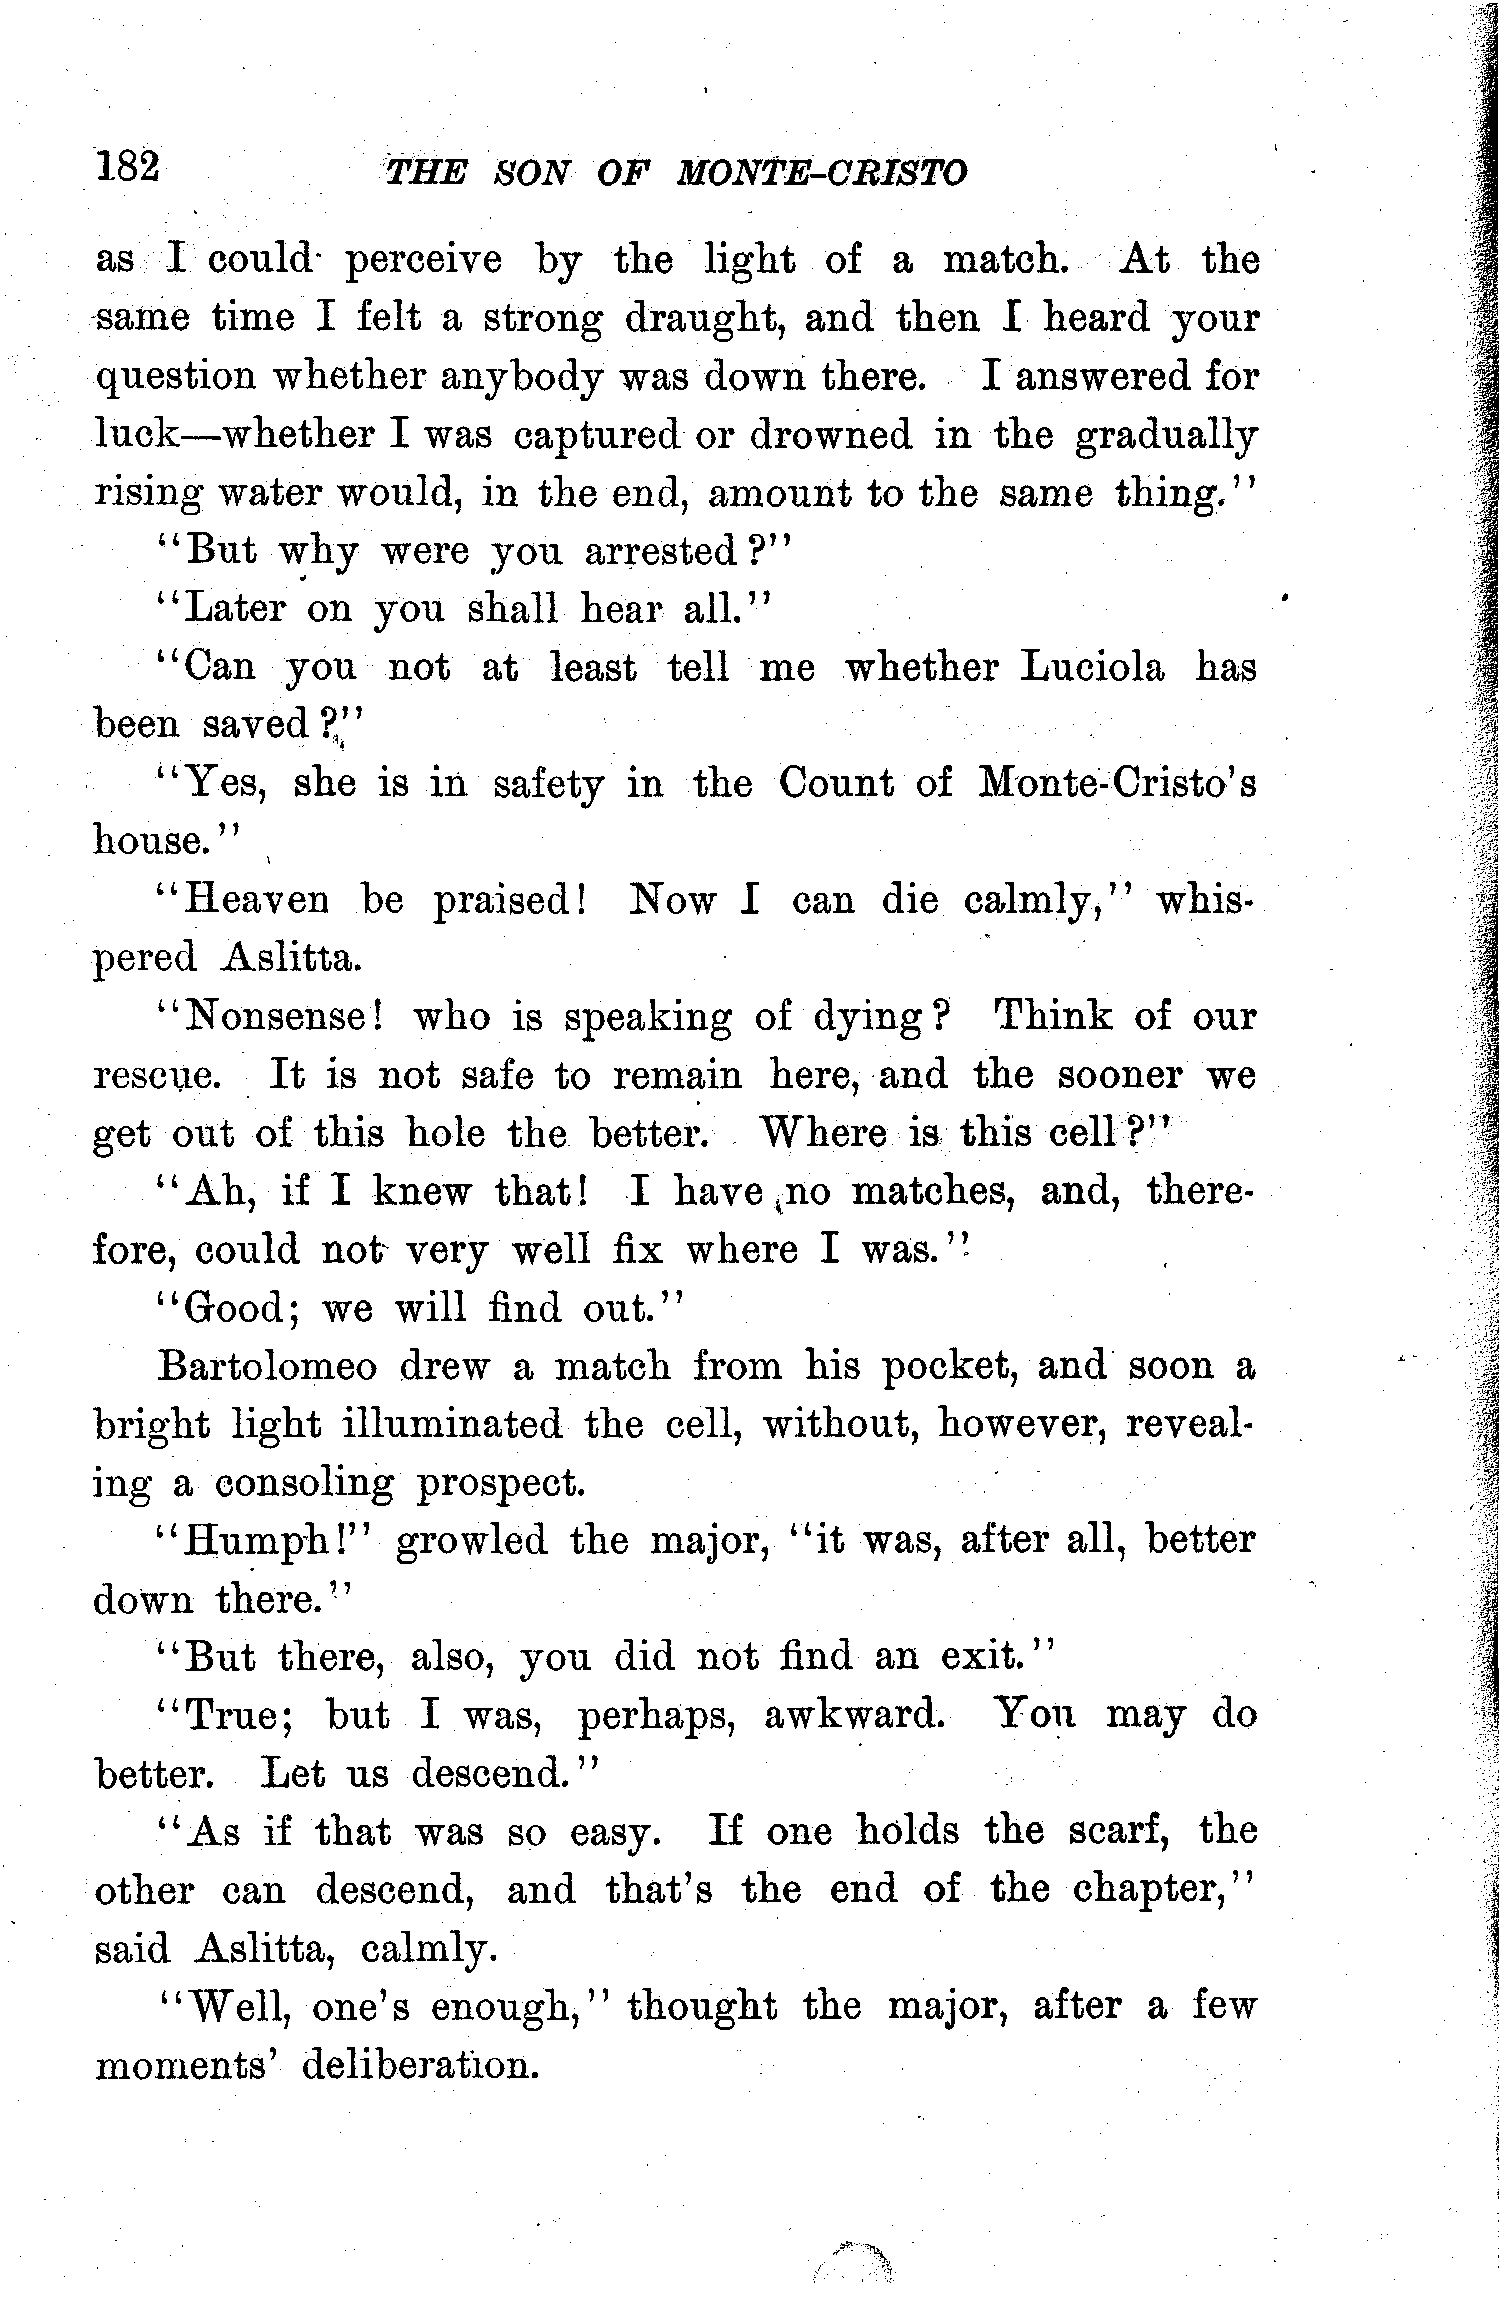 182 THE SON OF MONTE-CRISTO
as I could perceive by the light of a match. At the
same time I felt a strong draught, and then I heard your
question whether anybody was down there. I answered for
luck—whether I was captured or drowned in the gradually
rising water would, in the end, amount to the same thing."
"But why were you arrested?"
"Later on you shall hear all."
"Can you not at least tell me whether Luciola has
been saved?"
"Yes, she is in safety in the Count of Monte-Cristo's
house."
"Heaven be praised! Now I can die calmly," whis-
pered Aslitta.
"Nonsense! who is speaking of dying? Think of our
rescue. It is not safe to remain here, and the sooner we
get out of this hole the better. Where is this cell?"
"Ah, if I knew that! I have no matches, and, there-
fore, could not very well fix where I was."
"Good; we will find out."
Bartolomeo drew a match from his pocket, and soon a
bright light illuminated the cell, without, however, reveal-
ing a consoling prospect.
"Humph!" growled the major, "it was, after all, better
down there."
"But there, also, you did not find an exit."
"True; but I was, perhaps, awkward. You may do
better. Let us descend."
"As if that was so easy. If one holds the scarf, the
other can descend, and that's the end of the chapter,"
said Aslitta, calmly.
"Well, one's enough," thought the major, after a few
moments' deliberation.